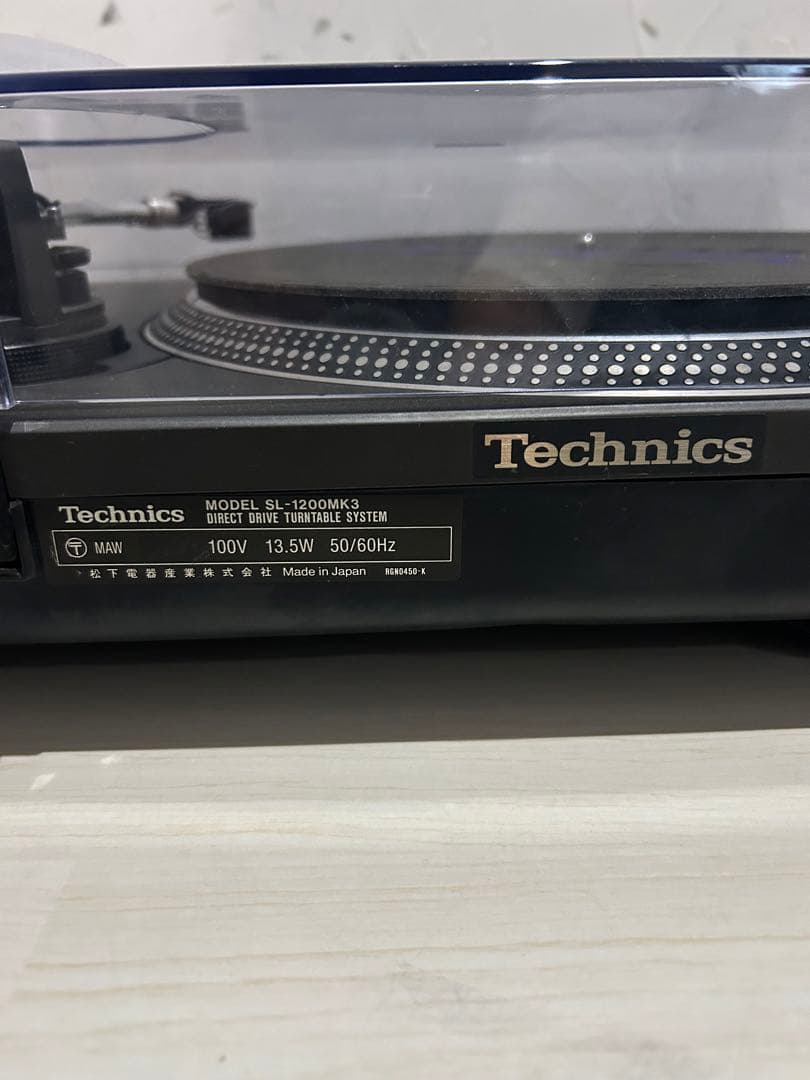 Technics
Technics MODEL SL-1200MK3
DIRECT DRIVE TURNTABLE SYSTEM
〒 MAW 100V 13.5W 50/60Hz
松下電器産業株式会社 Made in Japan RGN0450-K